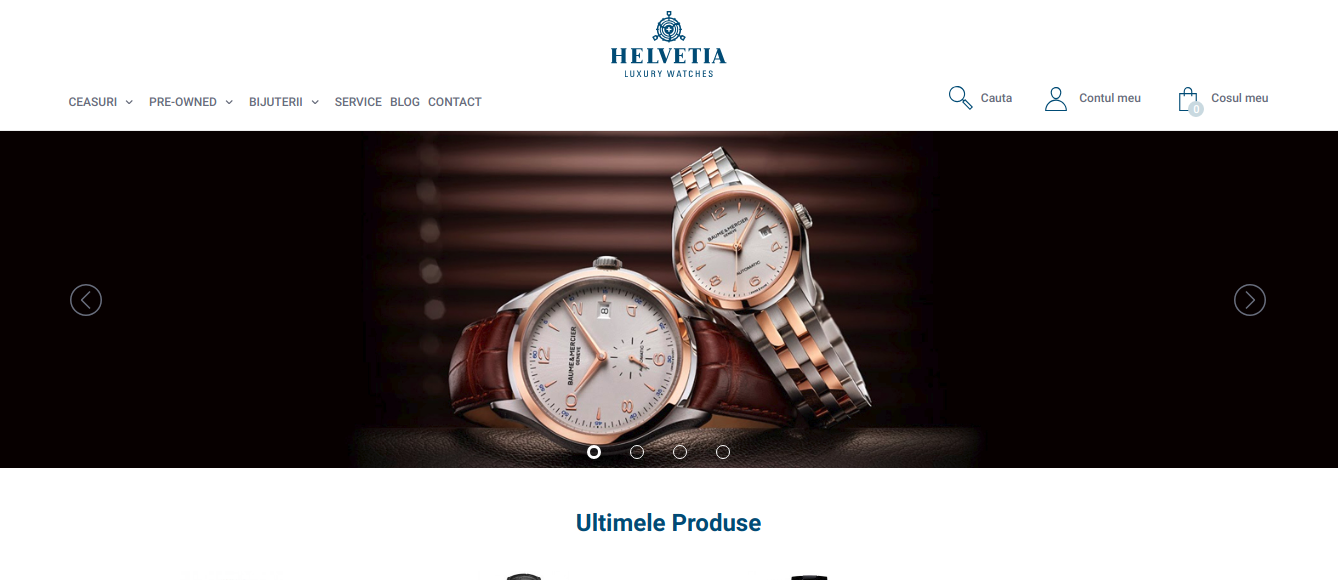 HELVETIA
LUXURY WATCHES
CEASURI PRE-OWNED BIJUTERII SERVICE BLOG CONTACT
Cauta Contul meu 0 Cosul meu
BAUME & MERCIER
GENEVE
AUTOMATIC
BAUME & MERCIER
GENEVE
8
Ultimele Produse